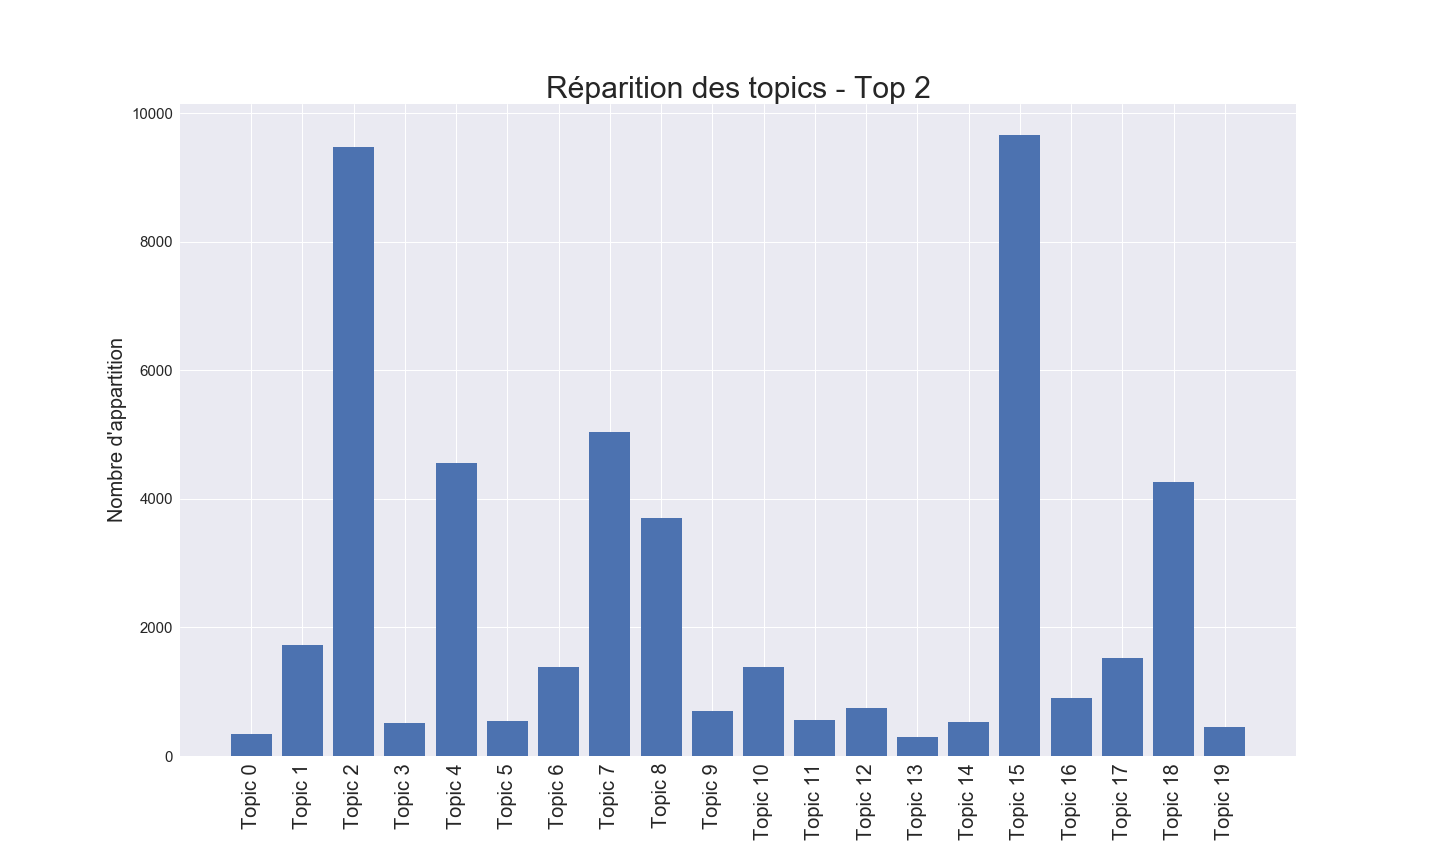 Réparition des topics - Top 2
Nombre d'appartition
10000
8000
6000
4000
2000
0
Topic 0
Topic 1
Topic 2
Topic 3
Topic 4
Topic 5
Topic 6
Topic 7
Topic 8
Topic 9
Topic 10
Topic 11
Topic 12
Topic 13
Topic 14
Topic 15
Topic 16
Topic 17
Topic 18
Topic 19